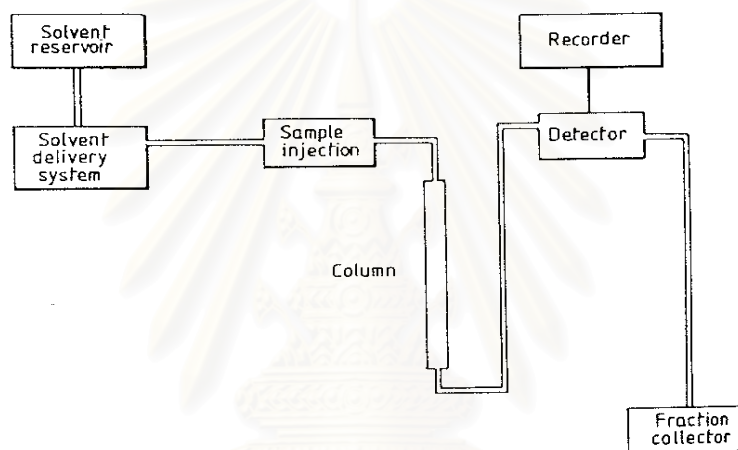 Solvent
reservoir
Recorder
Solvent
delivery
system
Sample
injection
Detector
Column
Fraction
collector